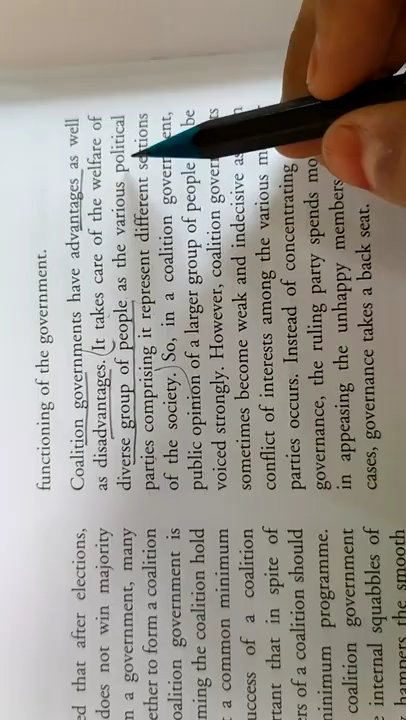 ed that after elections,
does not win majority
a government, many
ether to form a coalition
oalition government is
ming the coalition hold
a common minimum
uccess of a coalition
rtant that in spite of
ers of a coalition should
inimum programme.
coalition government
internal squabbles of
hampers the smooth
functioning of the government.
Coalition governments have advantages as well
as disadvantages. It takes care of the welfare of
diverse group of people as the various political
parties comprising it represent different sections
of the society. So, in a coalition government,
public opinion of a larger group of people be
voiced strongly. However, coalition
sometimes become weak and indecisive
conflict of interests among the various
parties occurs. Instead of concentrating
governance, the ruling party spends
in appeasing the unhappy members
cases, governance takes a back seat.